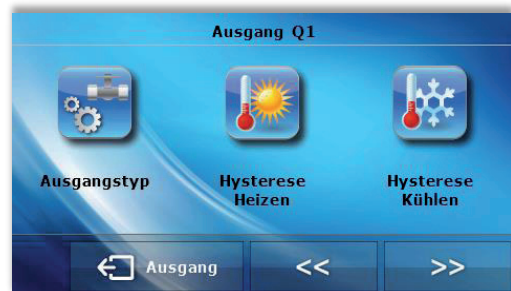 Ausgang Q1
Ausgangstyp
Hysterese
Heizen
Hysterese
Kühlen
Ausgang << >>